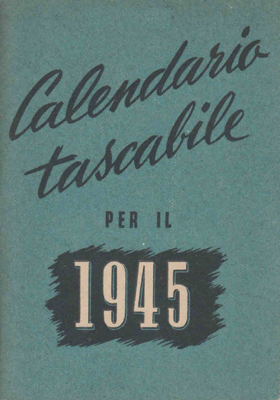 Calendario
tascabile
PER IL
1945